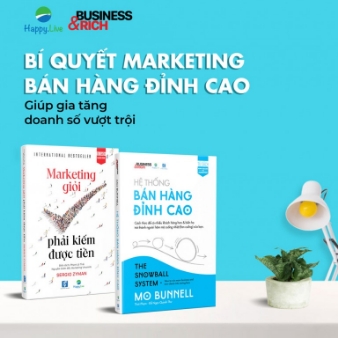 Happy.Live
BUSINESS
&RICH
BÍ QUYẾT MARKETING
BÁN HÀNG ĐỈNH CAO
Giúp gia tăng
doanh số vượt trội
INTERNATIONAL BESTSELLER
Marketing
giỏi
phải kiếm
được tiền
SERGIO ZYMAN
BUSINESS
&RICH
HỆ THỐNG
BÁN HÀNG
ĐỈNH CAO
THE
SNOWBALL
SYSTEM
MO BUNNELL